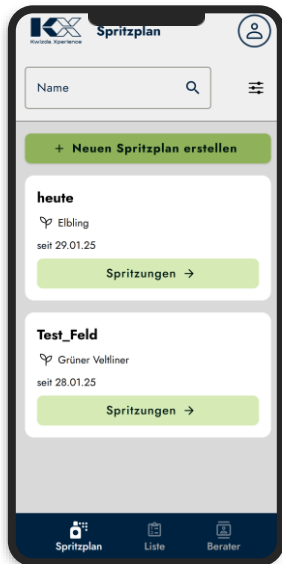 KX
Kwizda Xperience
Spritzplan
Name
+ Neuen Spritzplan erstellen
heute
Elbling
seit 29.01.25
Spritzungen →
Test_Feld
Grüner Veltliner
seit 28.01.25
Spritzungen →
Spritzplan
Liste
Berater